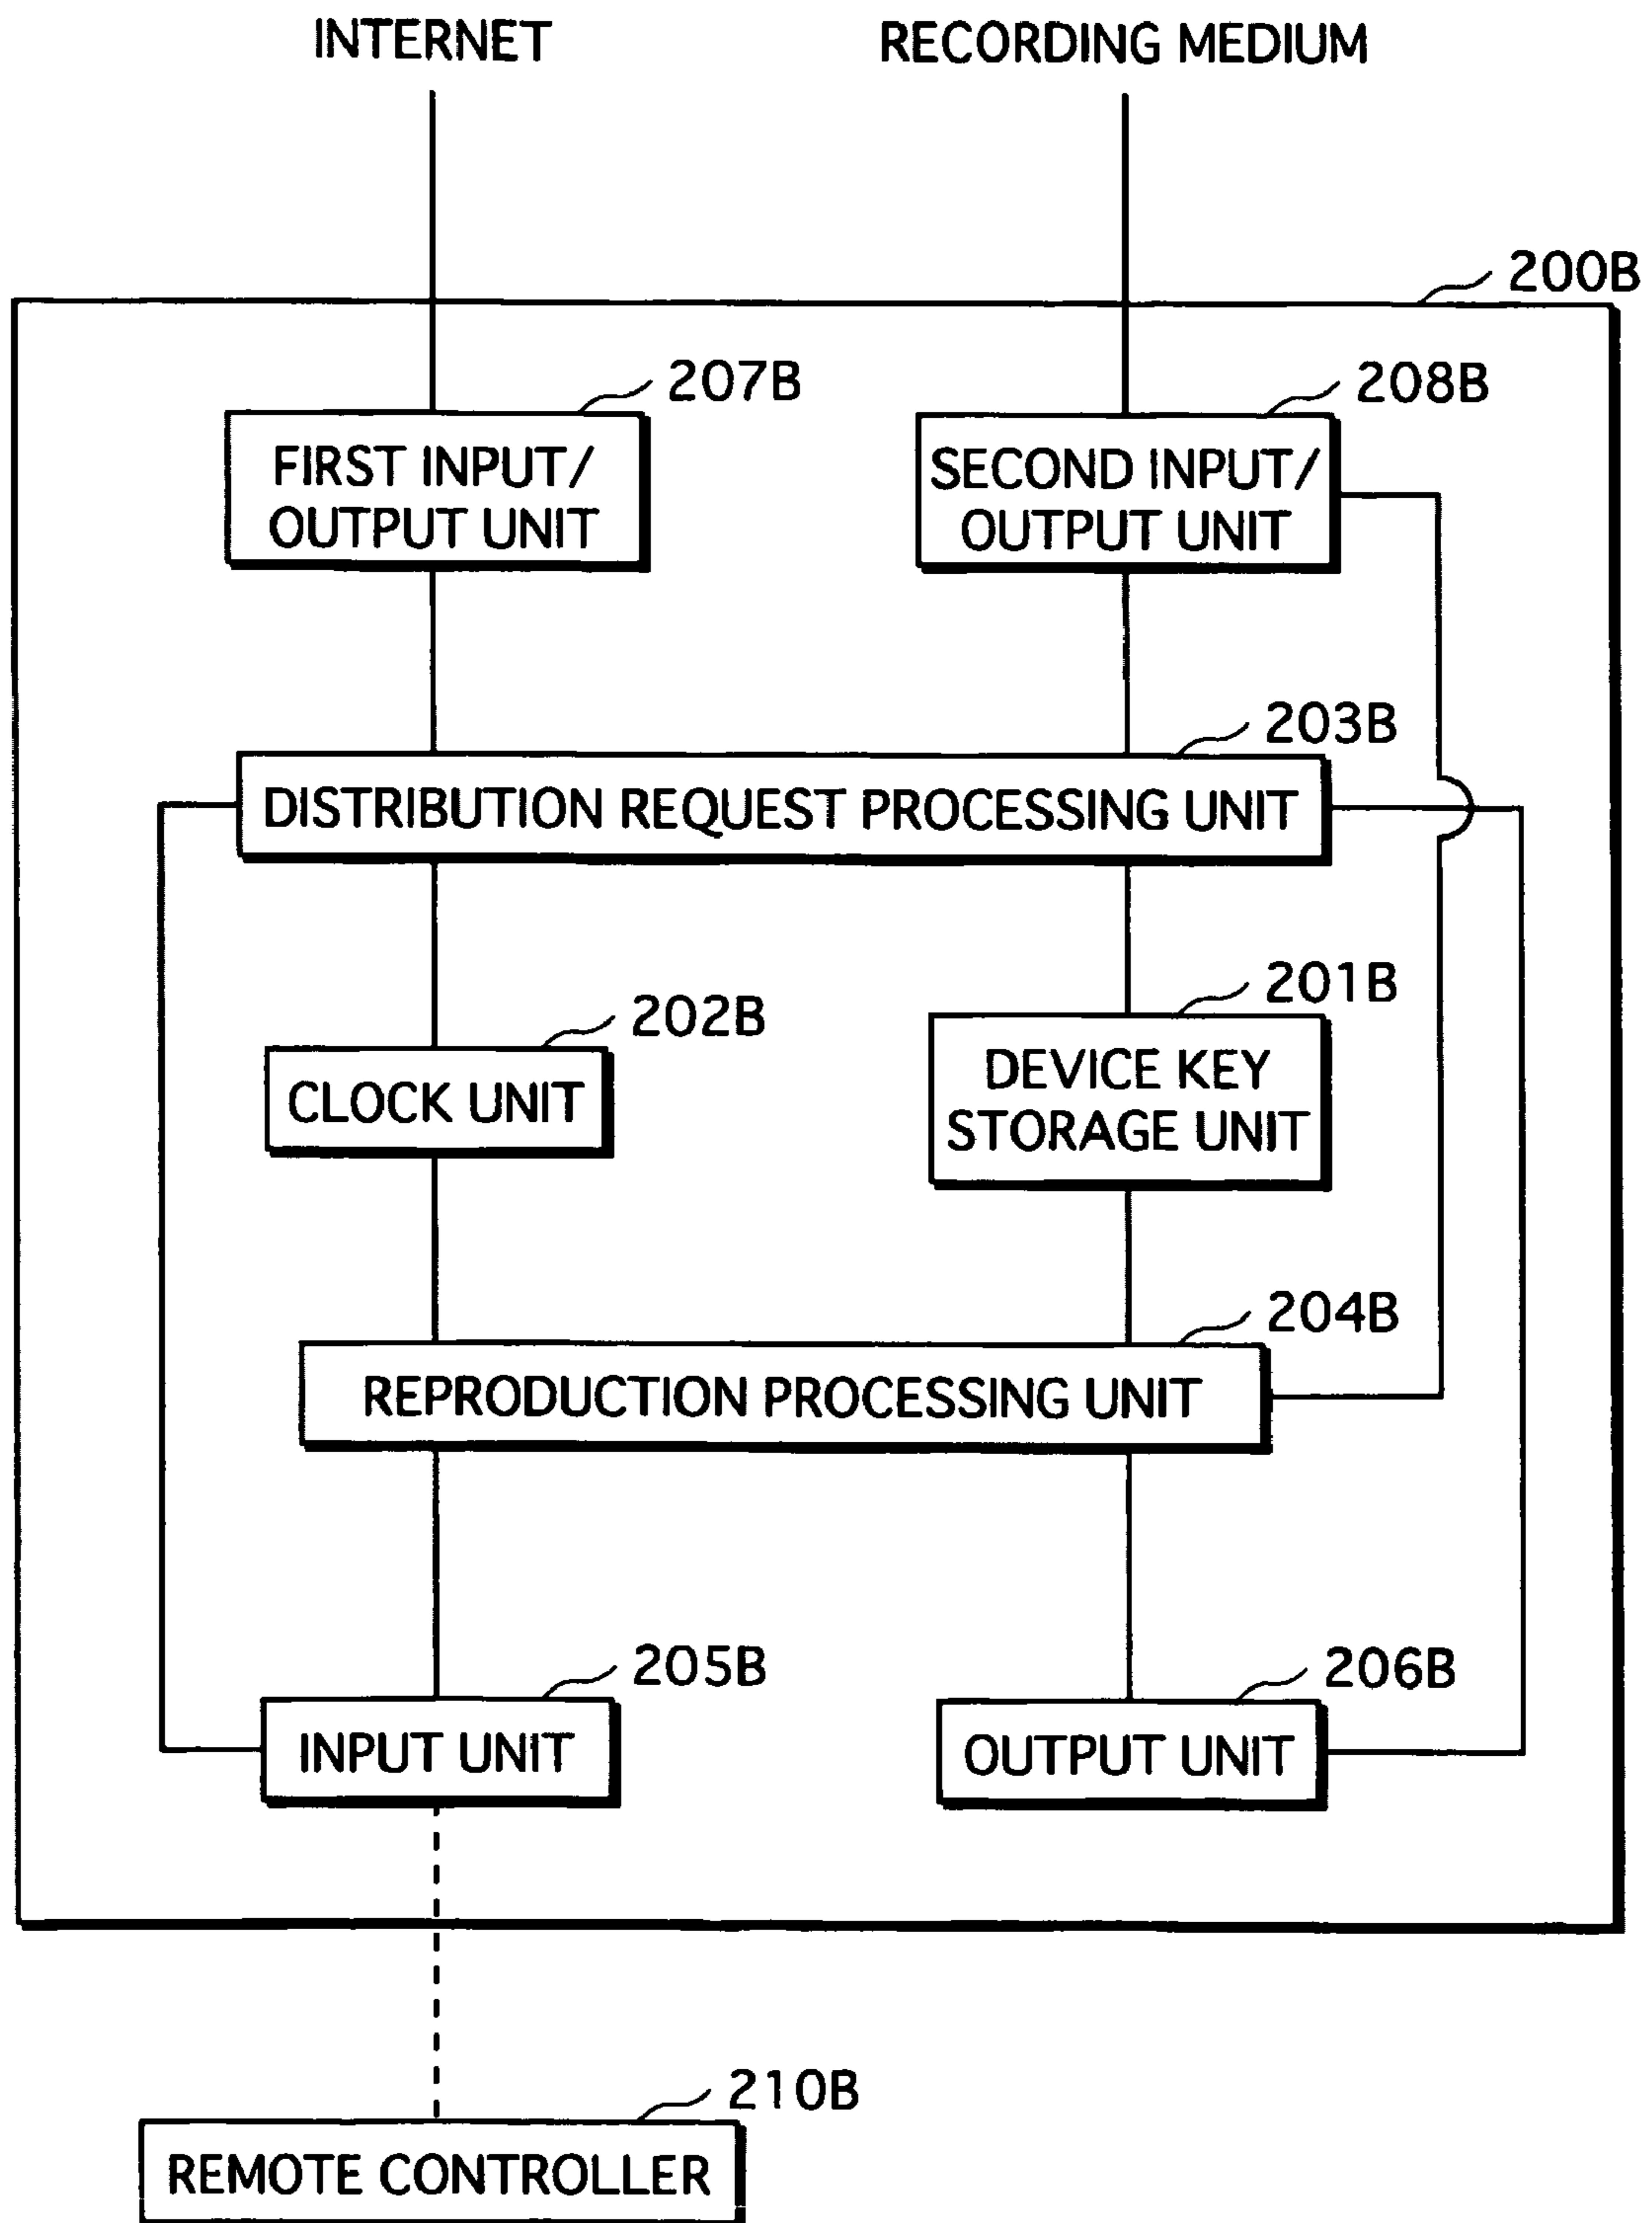 INTERNET
RECORDING MEDIUM
200B
207B
208B
FIRST INPUT/
OUTPUT UNIT
SECOND INPUT/
OUTPUT UNIT
203B
DISTRIBUTION REQUEST PROCESSING UNIT
202B
201B
CLOCK UNIT
DEVICE KEY
STORAGE UNIT
204B
REPRODUCTION PROCESSING UNIT
205B
206B
INPUT UNIT
OUTPUT UNIT
210B
REMOTE CONTROLLER